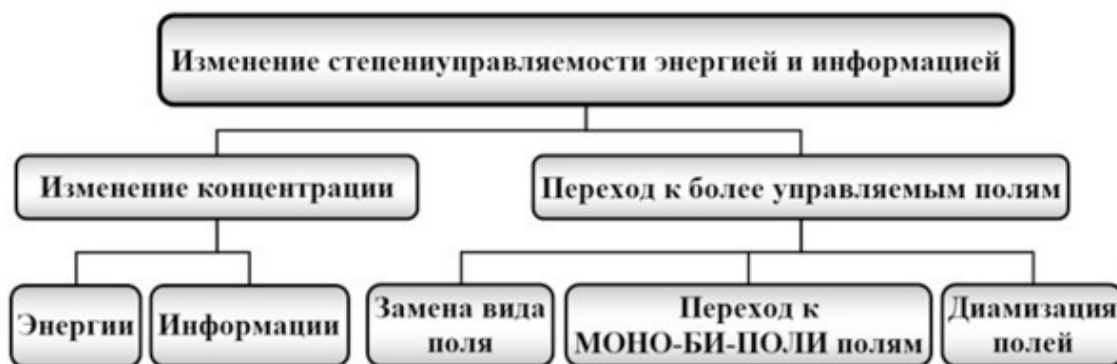 Изменение степениуправляемости энергией и информацией
Изменение концентрации
Переход к более управляемым полям
Энергии
Информации
Замена вида
поля
Переход к
МОНО-БИ-ПОЛИ полям
Диамизация
полей